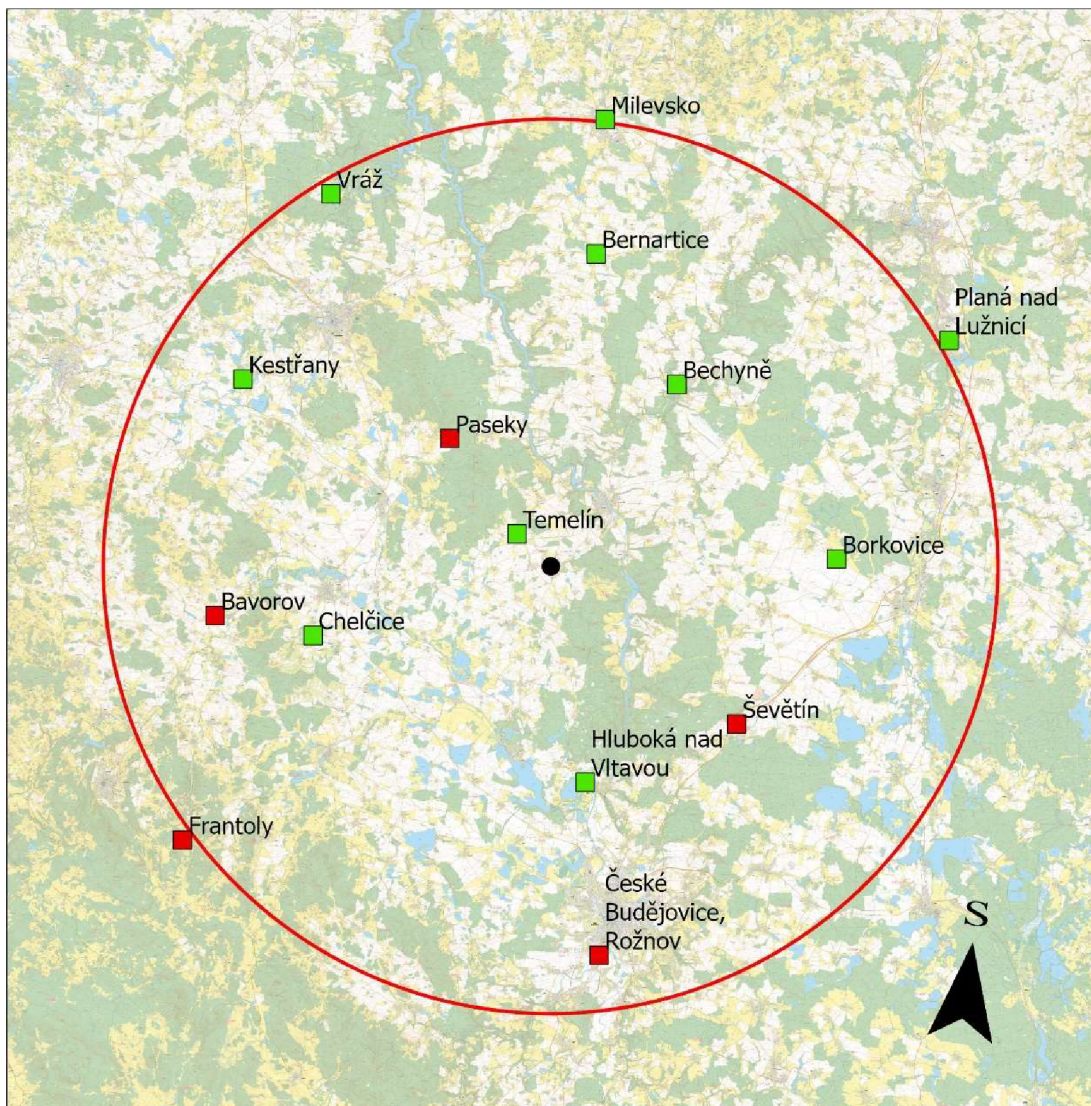 Milevsko
Vráž
Bernartice
Planá nad
Lužnicí
Kestřany
Bechyně
Paseky
Temelín
Borkovice
Bavorov
Chelčice
Ševětín
Hluboká nad
Vltavou
Frantoly
České
Budějovice,
Rožnov
S